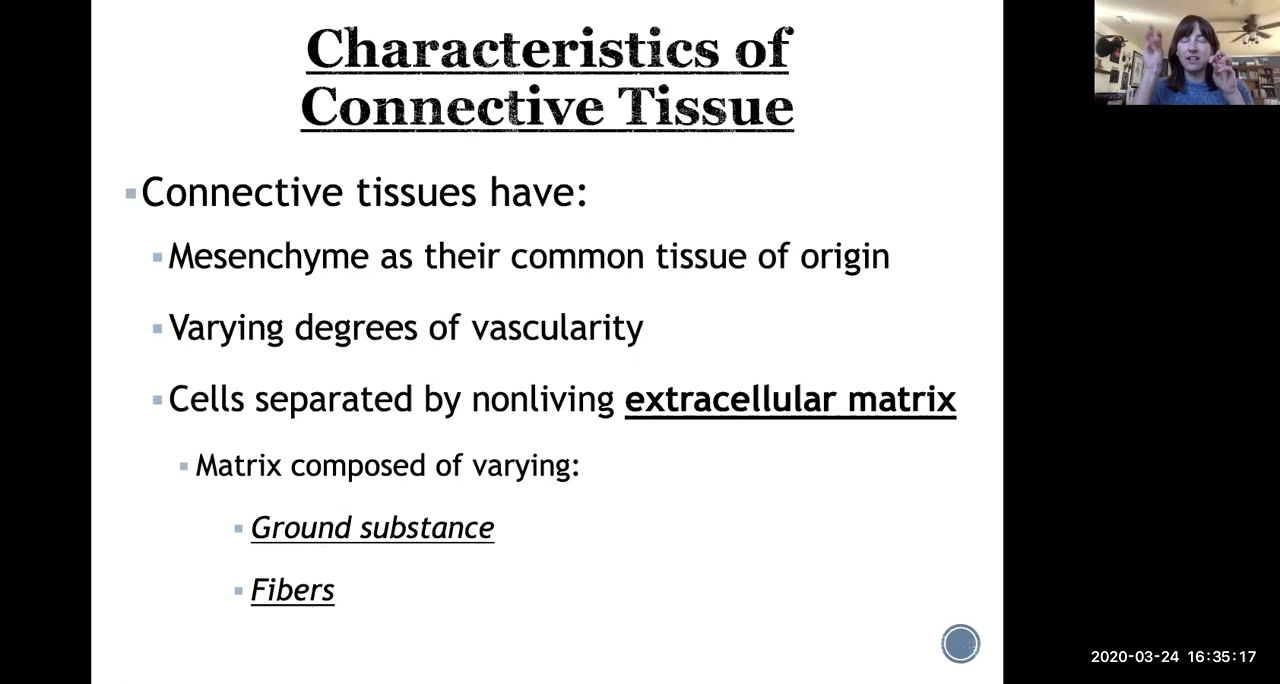 Characteristics of
Connective Tissue
Connective tissues have:
Mesenchyme as their common tissue of origin
Varying degrees of vascularity
Cells separated by nonliving extracellular matrix
Matrix composed of varying:
Ground substance
Fibers
2020-03-24 16:35:17